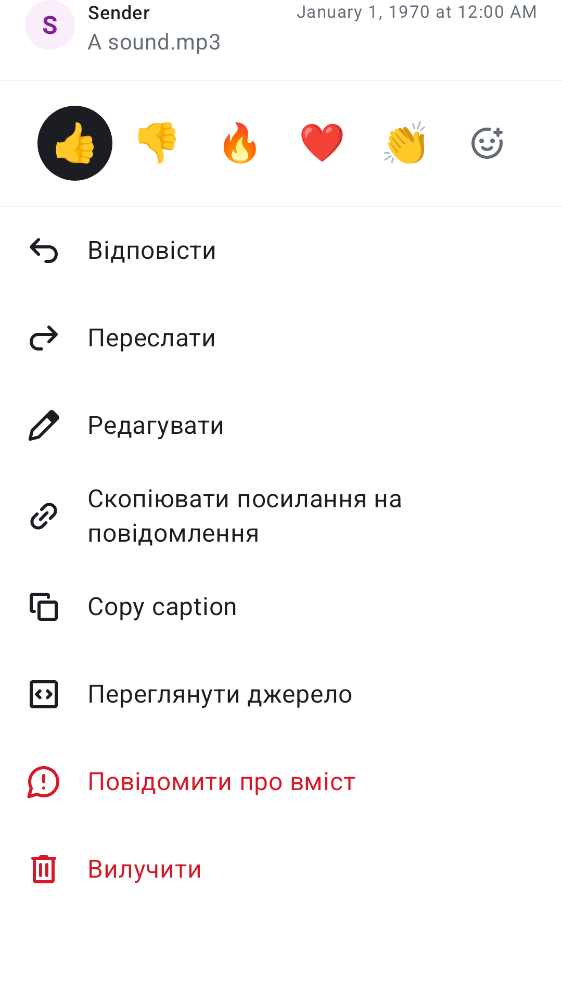 S
Sender
January 1, 1970 at 12:00 AM
A sound.mp3
Відповісти
Переслати
Редагувати
Скопіювати посилання на
повідомлення
Copy caption
Переглянути джерело
Повідомити про вміст
Вилучити